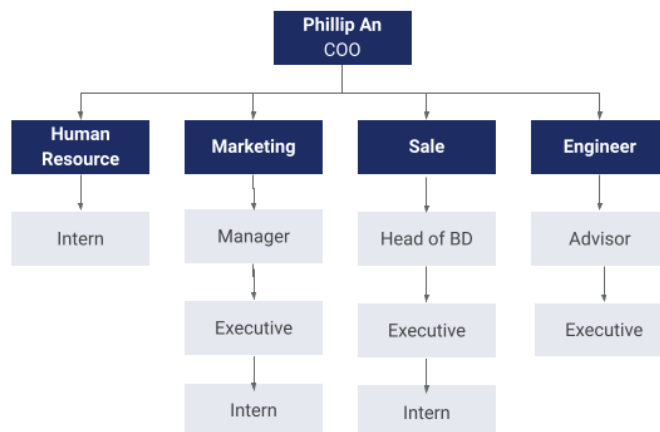 Phillip An
COO
Human
Resource
Marketing
Sale
Engineer
Intern
Manager
Head of BD
Advisor
Executive
Executive
Executive
Intern
Intern